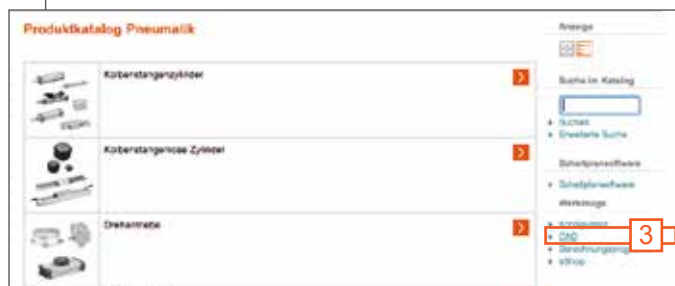 Produktkatalog Pneumatik
Kolbenstangenzylinder
Kolbenstangenlose Zylinder
Drehantriebe
Anzeige
Suche im Katalog
Suchen
Erweiterte Suche
Schaltplansoftware
Schaltplansoftware
Werkzeuge
Konfigurator
CAD
3
eShop